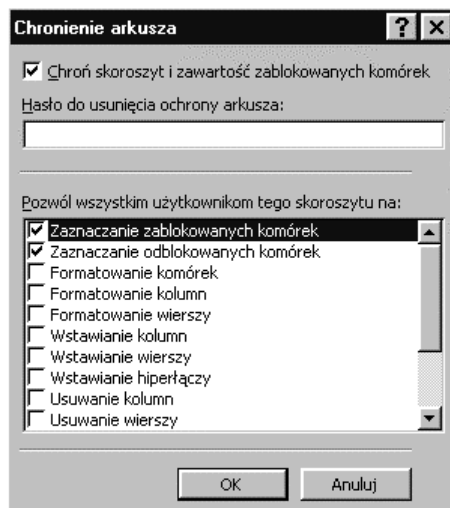 Chronienie arkusza
Chroń skoroszyt i zawartość zablokowanych komórek
Hasło do usunięcia ochrony arkusza:
Pozwól wszystkim użytkownikom tego skoroszytu na:
Zaznaczanie zablokowanych komórek
Zaznaczanie odblokowanych komórek
Formatowanie komórek
Formatowanie kolumn
Formatowanie wierszy
Wstawianie kolumn
Wstawianie wierszy
Wstawianie hiperłączy
Usuwanie kolumn
Usuwanie wierszy
OK Anuluj